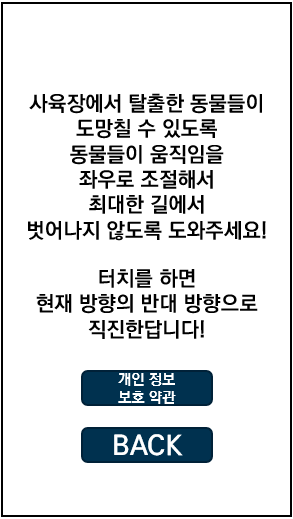 사육장에서 탈출한 동물들이
도망칠 수 있도록
동물들이 움직임을
좌우로 조절해서
최대한 길에서
벗어나지 않도록 도와주세요!
터치를 하면
현재 방향의 반대 방향으로
직진한답니다!
개인 정보
보호 약관
BACK